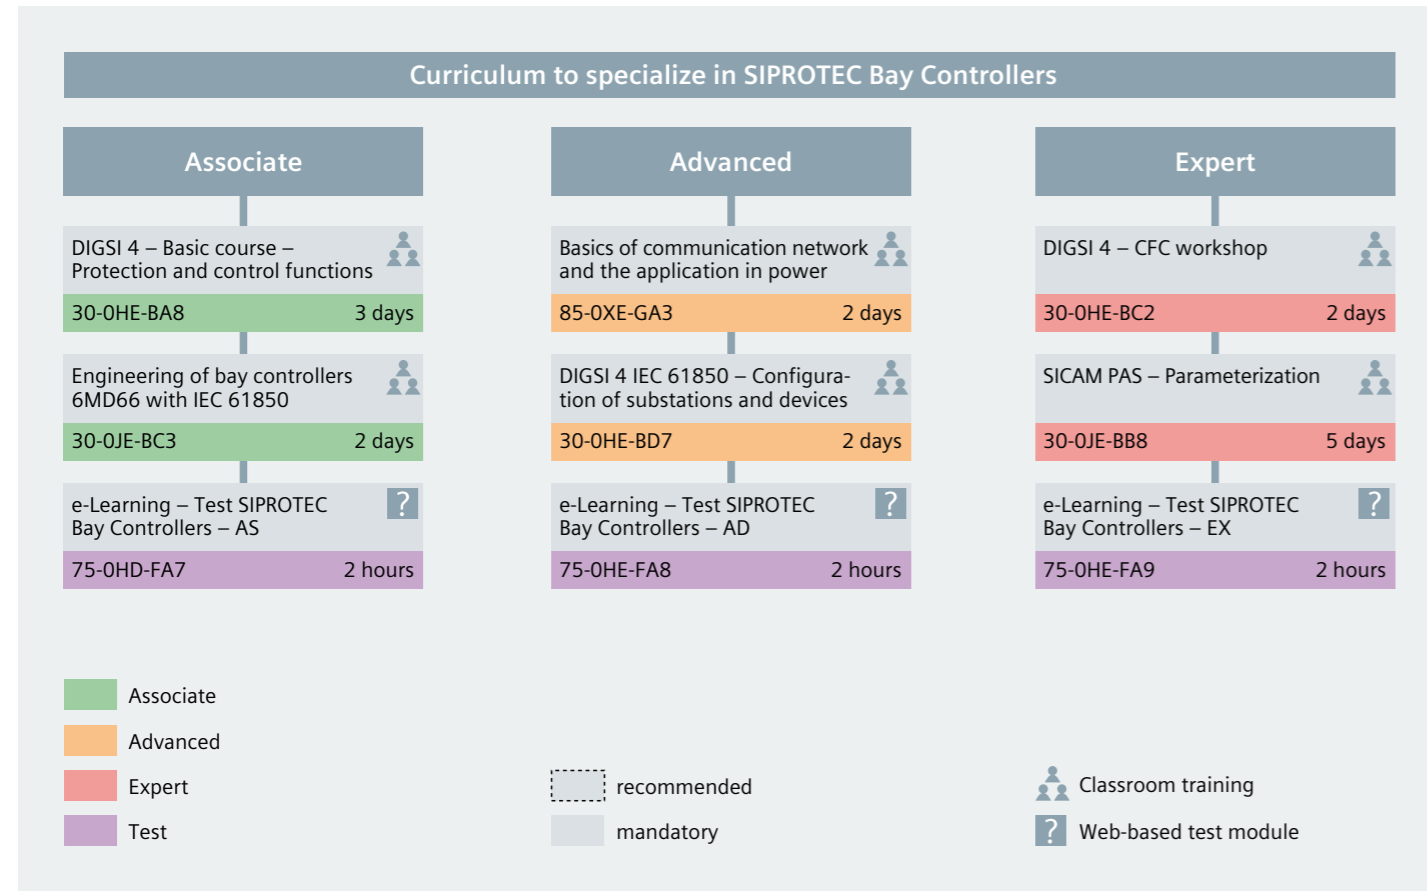 Curriculum to specialize in SIPROTEC Bay Controllers
Associate
DIGSI 4 – Basic course –
Protection and control functions
30-0HE-BA8 3 days
Engineering of bay controllers
6MD66 with IEC 61850
30-0JE-BC3 2 days
e-Learning – Test SIPROTEC
Bay Controllers – AS
?
75-0HD-FA7 2 hours
Advanced
Basics of communication network
and the application in power
85-0XE-GA3 2 days
DIGSI 4 IEC 61850 – Configura-
tion of substations and devices
30-0HE-BD7 2 days
e-Learning – Test SIPROTEC
Bay Controllers – AD
?
75-0HE-FA8 2 hours
Expert
DIGSI 4 – CFC workshop
30-0HE-BC2 2 days
SICAM PAS – Parameterization
30-0JE-BB8 5 days
e-Learning – Test SIPROTEC
Bay Controllers – EX
?
75-0HE-FA9 2 hours
Associate
Advanced
Expert
Test
recommended
mandatory
Classroom training
? Web-based test module